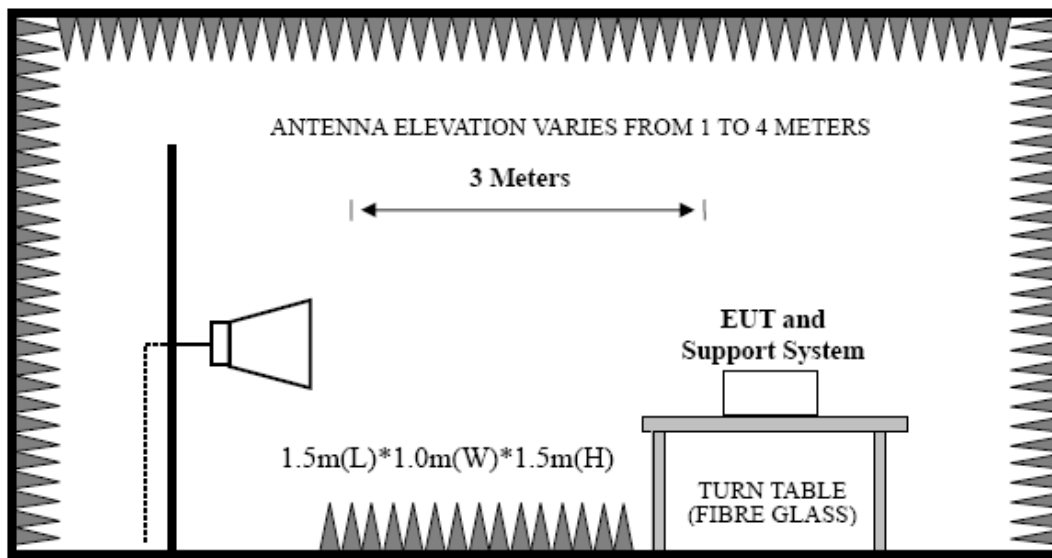 ANTENNA ELEVATION VARIES FROM 1 TO 4 METERS
3 Meters
EUT and
Support System
1.5m(L)*1.0m(W)*1.5m(H)
TURN TABLE
(FIBRE GLASS)